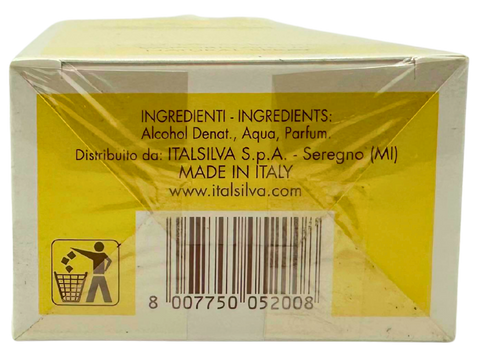 INGREDIENTI - INGREDIENTS:
Alcohol Denat., Aqua, Parfum.
Distribuito da: ITALSILVA S.p.A. - Seregno (MI)
MADE IN ITALY
www.italsilva.com
8 007750 052008